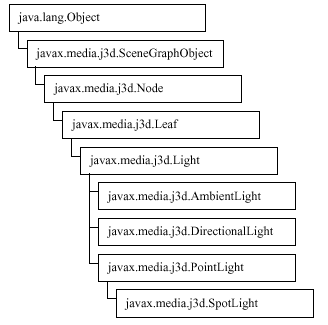 java.lang.Object
javax.media.j3d.SceneGraphObject
javax.media.j3d.Node
javax.media.j3d.Leaf
javax.media.j3d.Light
javax.media.j3d.AmbientLight
javax.media.j3d.DirectionalLight
javax.media.j3d.PointLight
javax.media.j3d.SpotLight